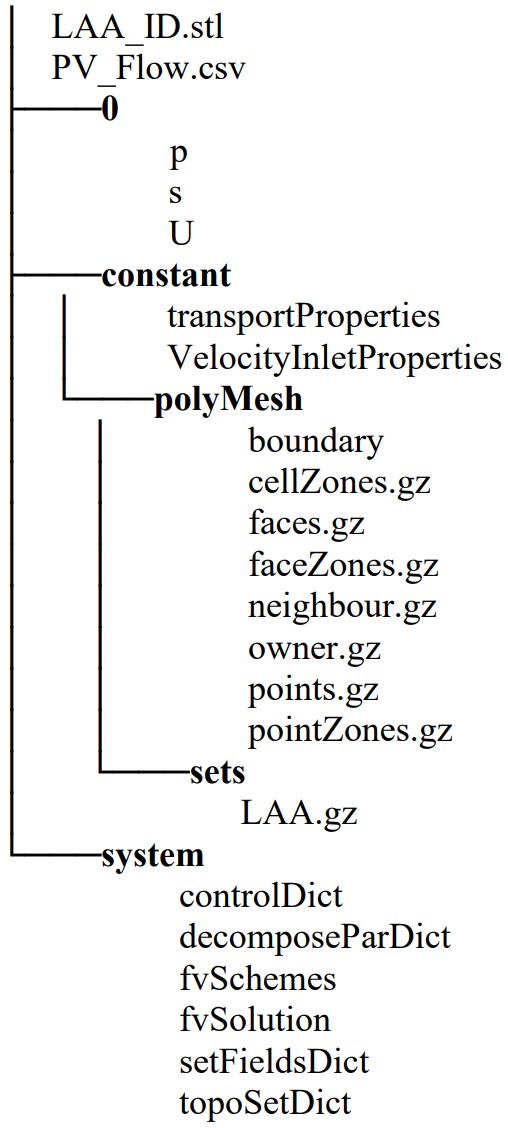 LAA_ID.stl
PV_Flow.csv
0
p
s
U
constant
transportProperties
VelocityInletProperties
polyMesh
boundary
cellZones.gz
faces.gz
faceZones.gz
neighbour.gz
owner.gz
points.gz
pointZones.gz
sets
LAA.gz
system
controlDict
decomposeParDict
fvSchemes
fvSolution
setFieldsDict
topoSetDict